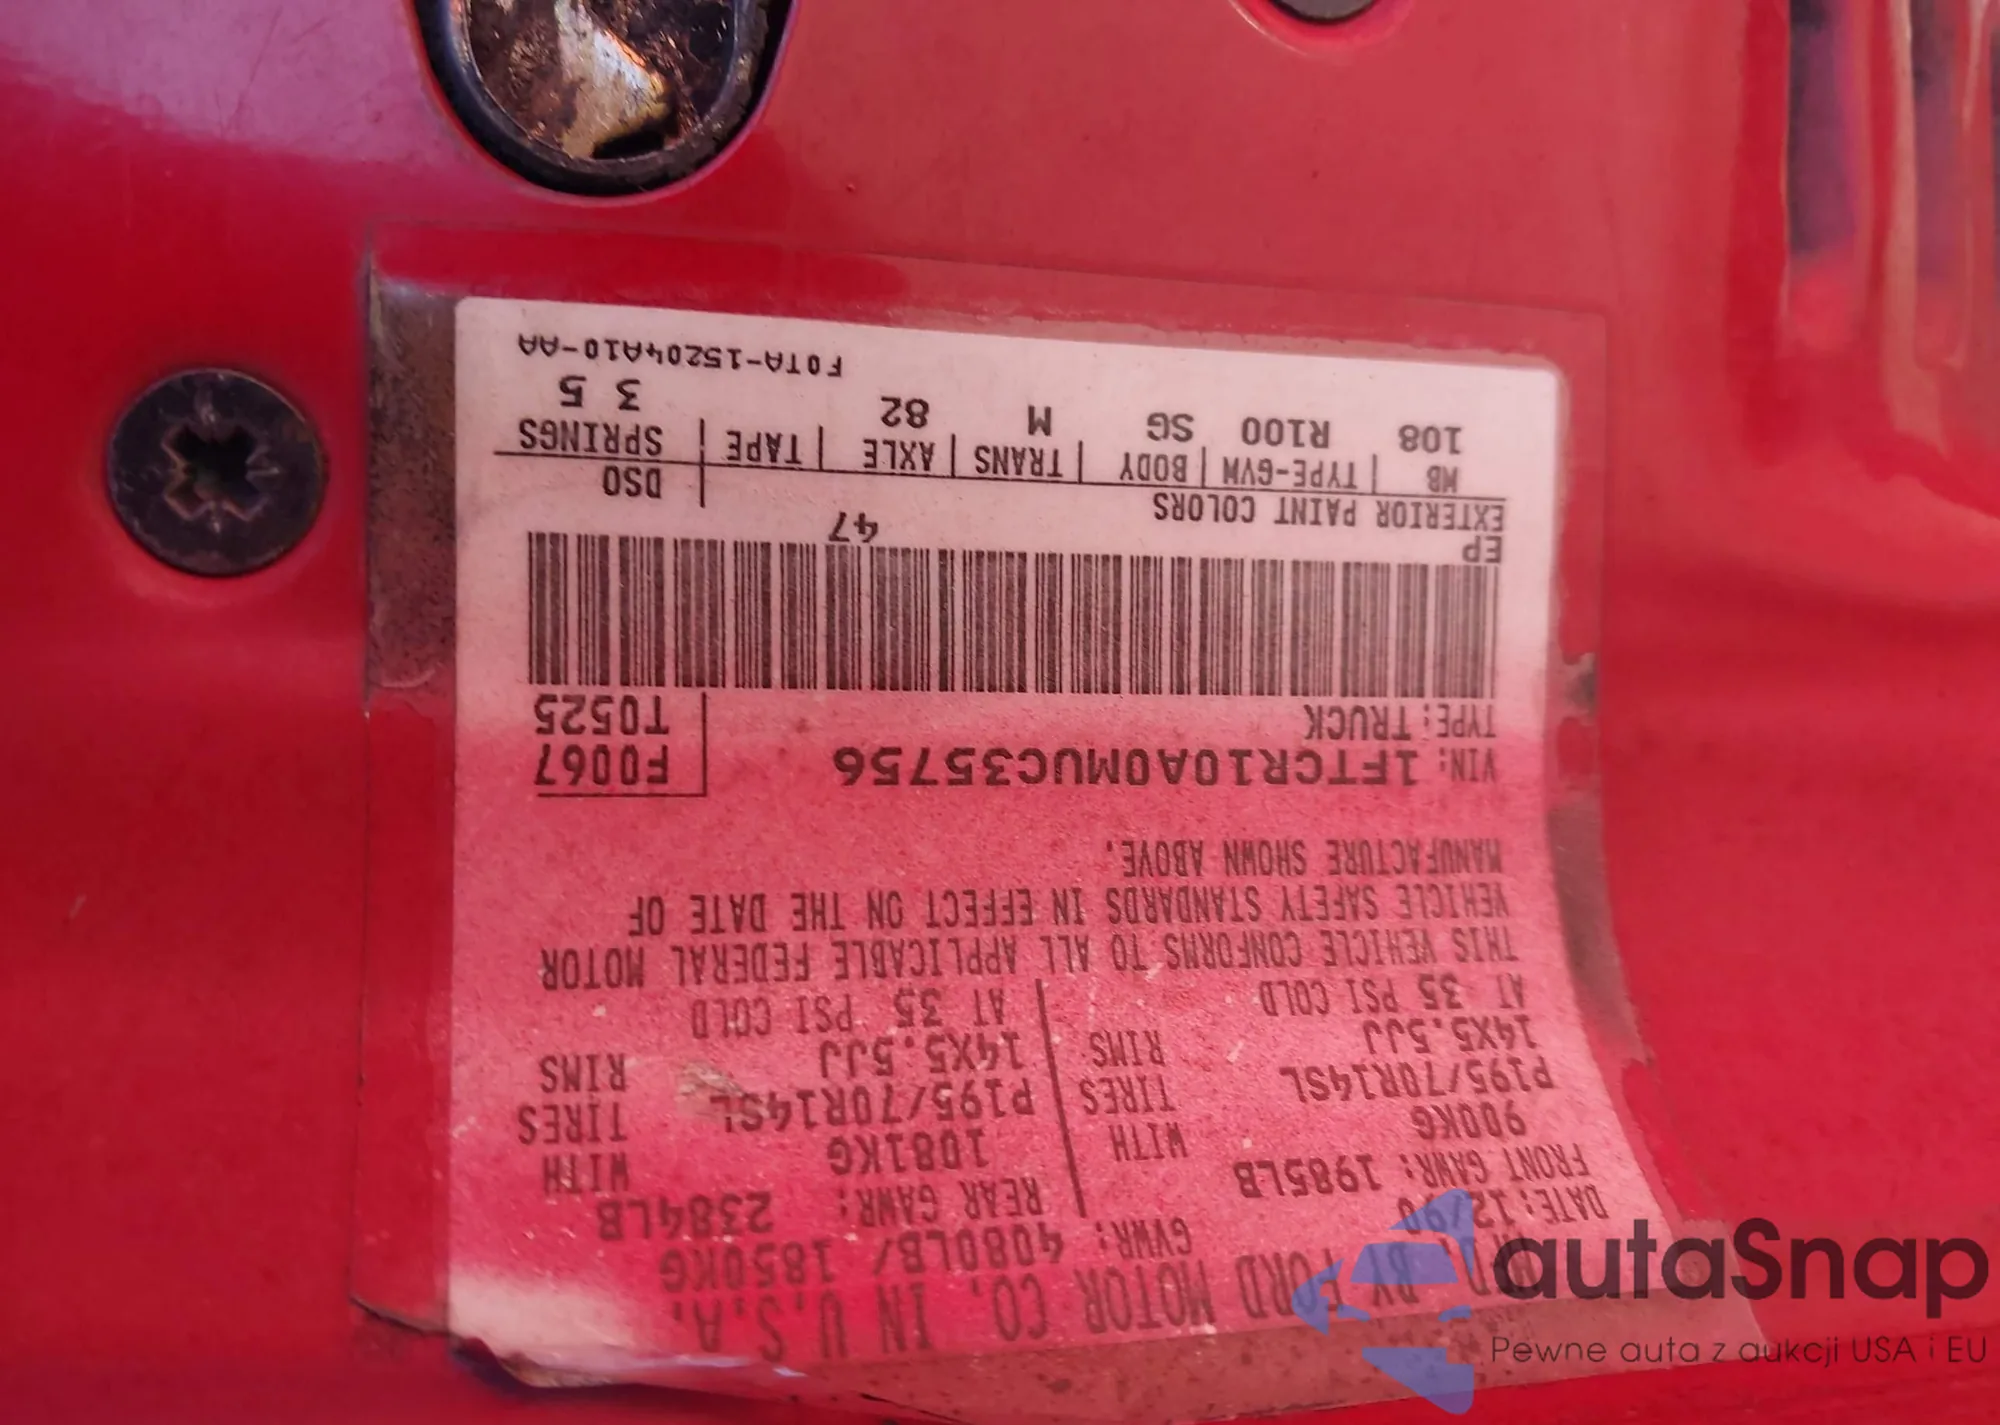 MFD. BY FORD MOTOR CO. IN U.S.A.
DATE: 12/90 GVWR: 4080LB/ 1850KG
FRONT GAWR: 1985LB REAR GAWR: 2384LB
900KG WITH 1081KG WITH
P195/70R14SL TIRES P195/70R14SL TIRES
14X5.5JJ RIMS 14X5.5JJ RIMS
AT 35 PSI COLD AT 35 PSI COLD
THIS VEHICLE CONFORMS TO ALL APPLICABLE FEDERAL MOTOR
VEHICLE SAFETY STANDARDS IN EFFECT ON THE DATE OF
MANUFACTURE SHOWN ABOVE.
VIN: 1FTCR10A0MUC35756 F0067
TYPE: TRUCK T0525
EP 47
EXTERIOR PAINT COLORS DSO
WB TYPE-GVM BODY TRANS AXLE TAPE SPRINGS
108 R100 SG M 82 3 5
F0TA-15204A10-AA
autaSnap
Pewne auta z aukcji USA i EU